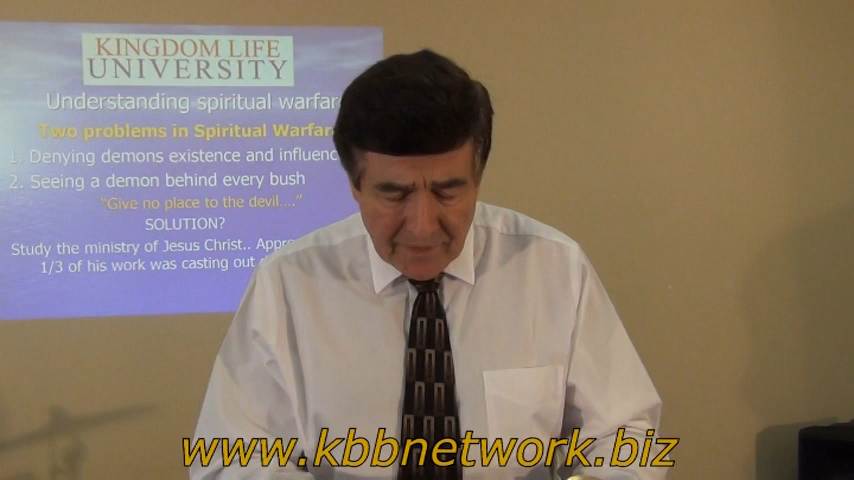 KINGDOM LIFE
UNIVERSITY
Understanding spiritual warfar
Two problems in Spiritual Warfar
1. Denying demons existence and influenc
2. Seeing a demon behind every bush
"Give no place to the devil...."
SOLUTION?
Study the ministry of Jesus Christ.. Appro
1/3 of his work was casting out
www.kbbnetwork.biz